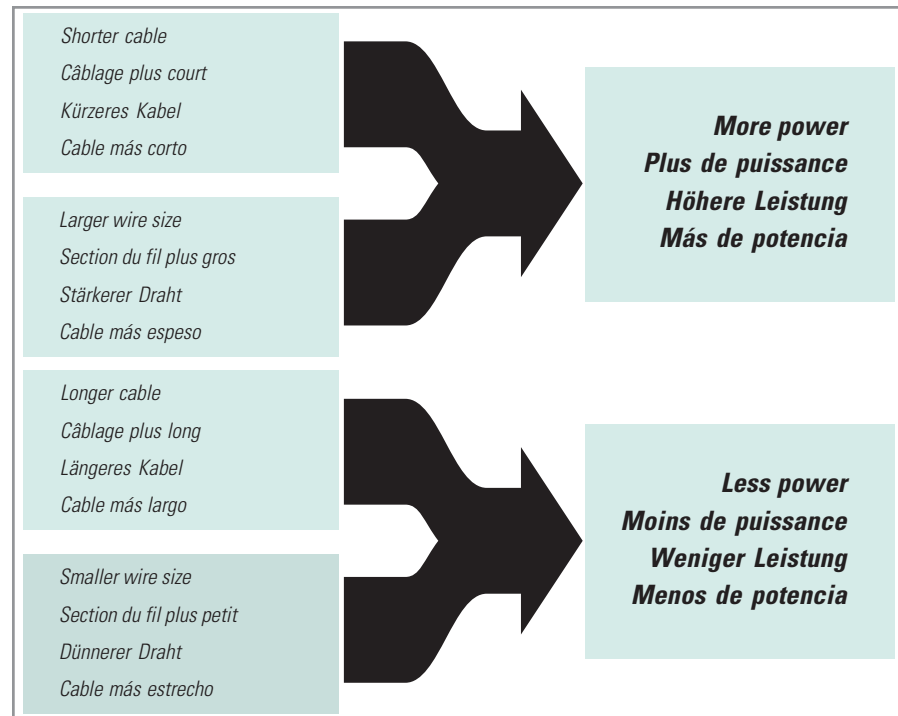 Shorter cable
Câblage plus court
Kürzeres Kabel
Cable más corto
Larger wire size
Section du fil plus gros
Stärkerer Draht
Cable más espeso
More power
Plus de puissance
Höhere Leistung
Más de potencia
Longer cable
Câblage plus long
Längeres Kabel
Cable más largo
Smaller wire size
Section du fil plus petit
Dünnerer Draht
Cable más estrecho
Less power
Moins de puissance
Weniger Leistung
Menos de potencia